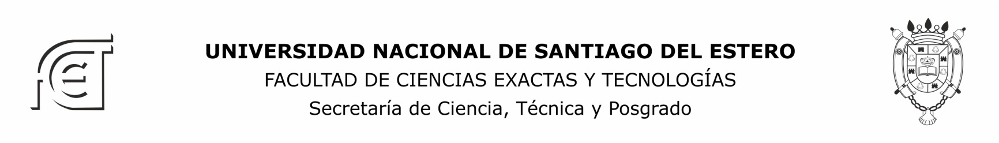 UNIVERSIDAD NACIONAL DE SANTIAGO DEL ESTERO
FACULTAD DE CIENCIAS EXACTAS Y TECNOLOGÍAS
Secretaría de Ciencia, Técnica y Posgrado